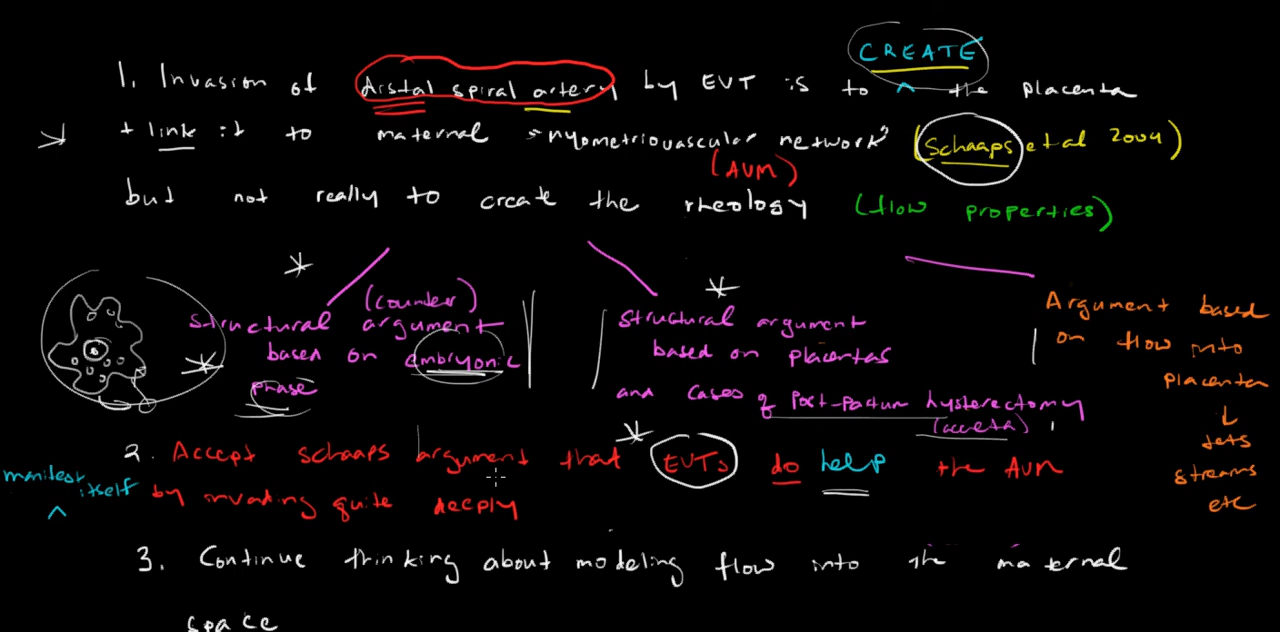 CREATE
1. Invasion of distal spiral artery by EVT is to ^ the placenta
+ link it to maternal "myometriovascular network" (Schaaps et al 2004)
(AVM)
but not really to create the rheology (flow properties)
(counter)
structural argument
based on embryonic
phase
structural argument
based on placentas
and cases of post-partum hysterectomy
(accreta)
Argument based
on flow into
placenta
↓
Jets
streams
etc
2. Accept schaaps argument that EVTs do help the AVM
manifest
itself
^
by invading quite deeply
3. Continue thinking about modeling flow into the maternal
space